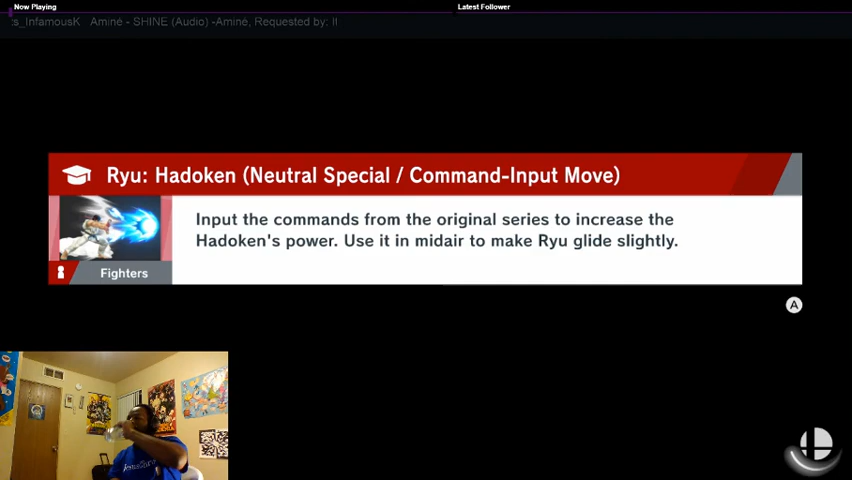 Now Playing
Latest Follower
s_InfamousK Aminé - SHINE (Audio) -Aminé, Requested by:
Ryu: Hadoken (Neutral Special / Command-Input Move)
Input the commands from the original series to increase the
Hadoken's power. Use it in midair to make Ryu glide slightly.
Fighters
A